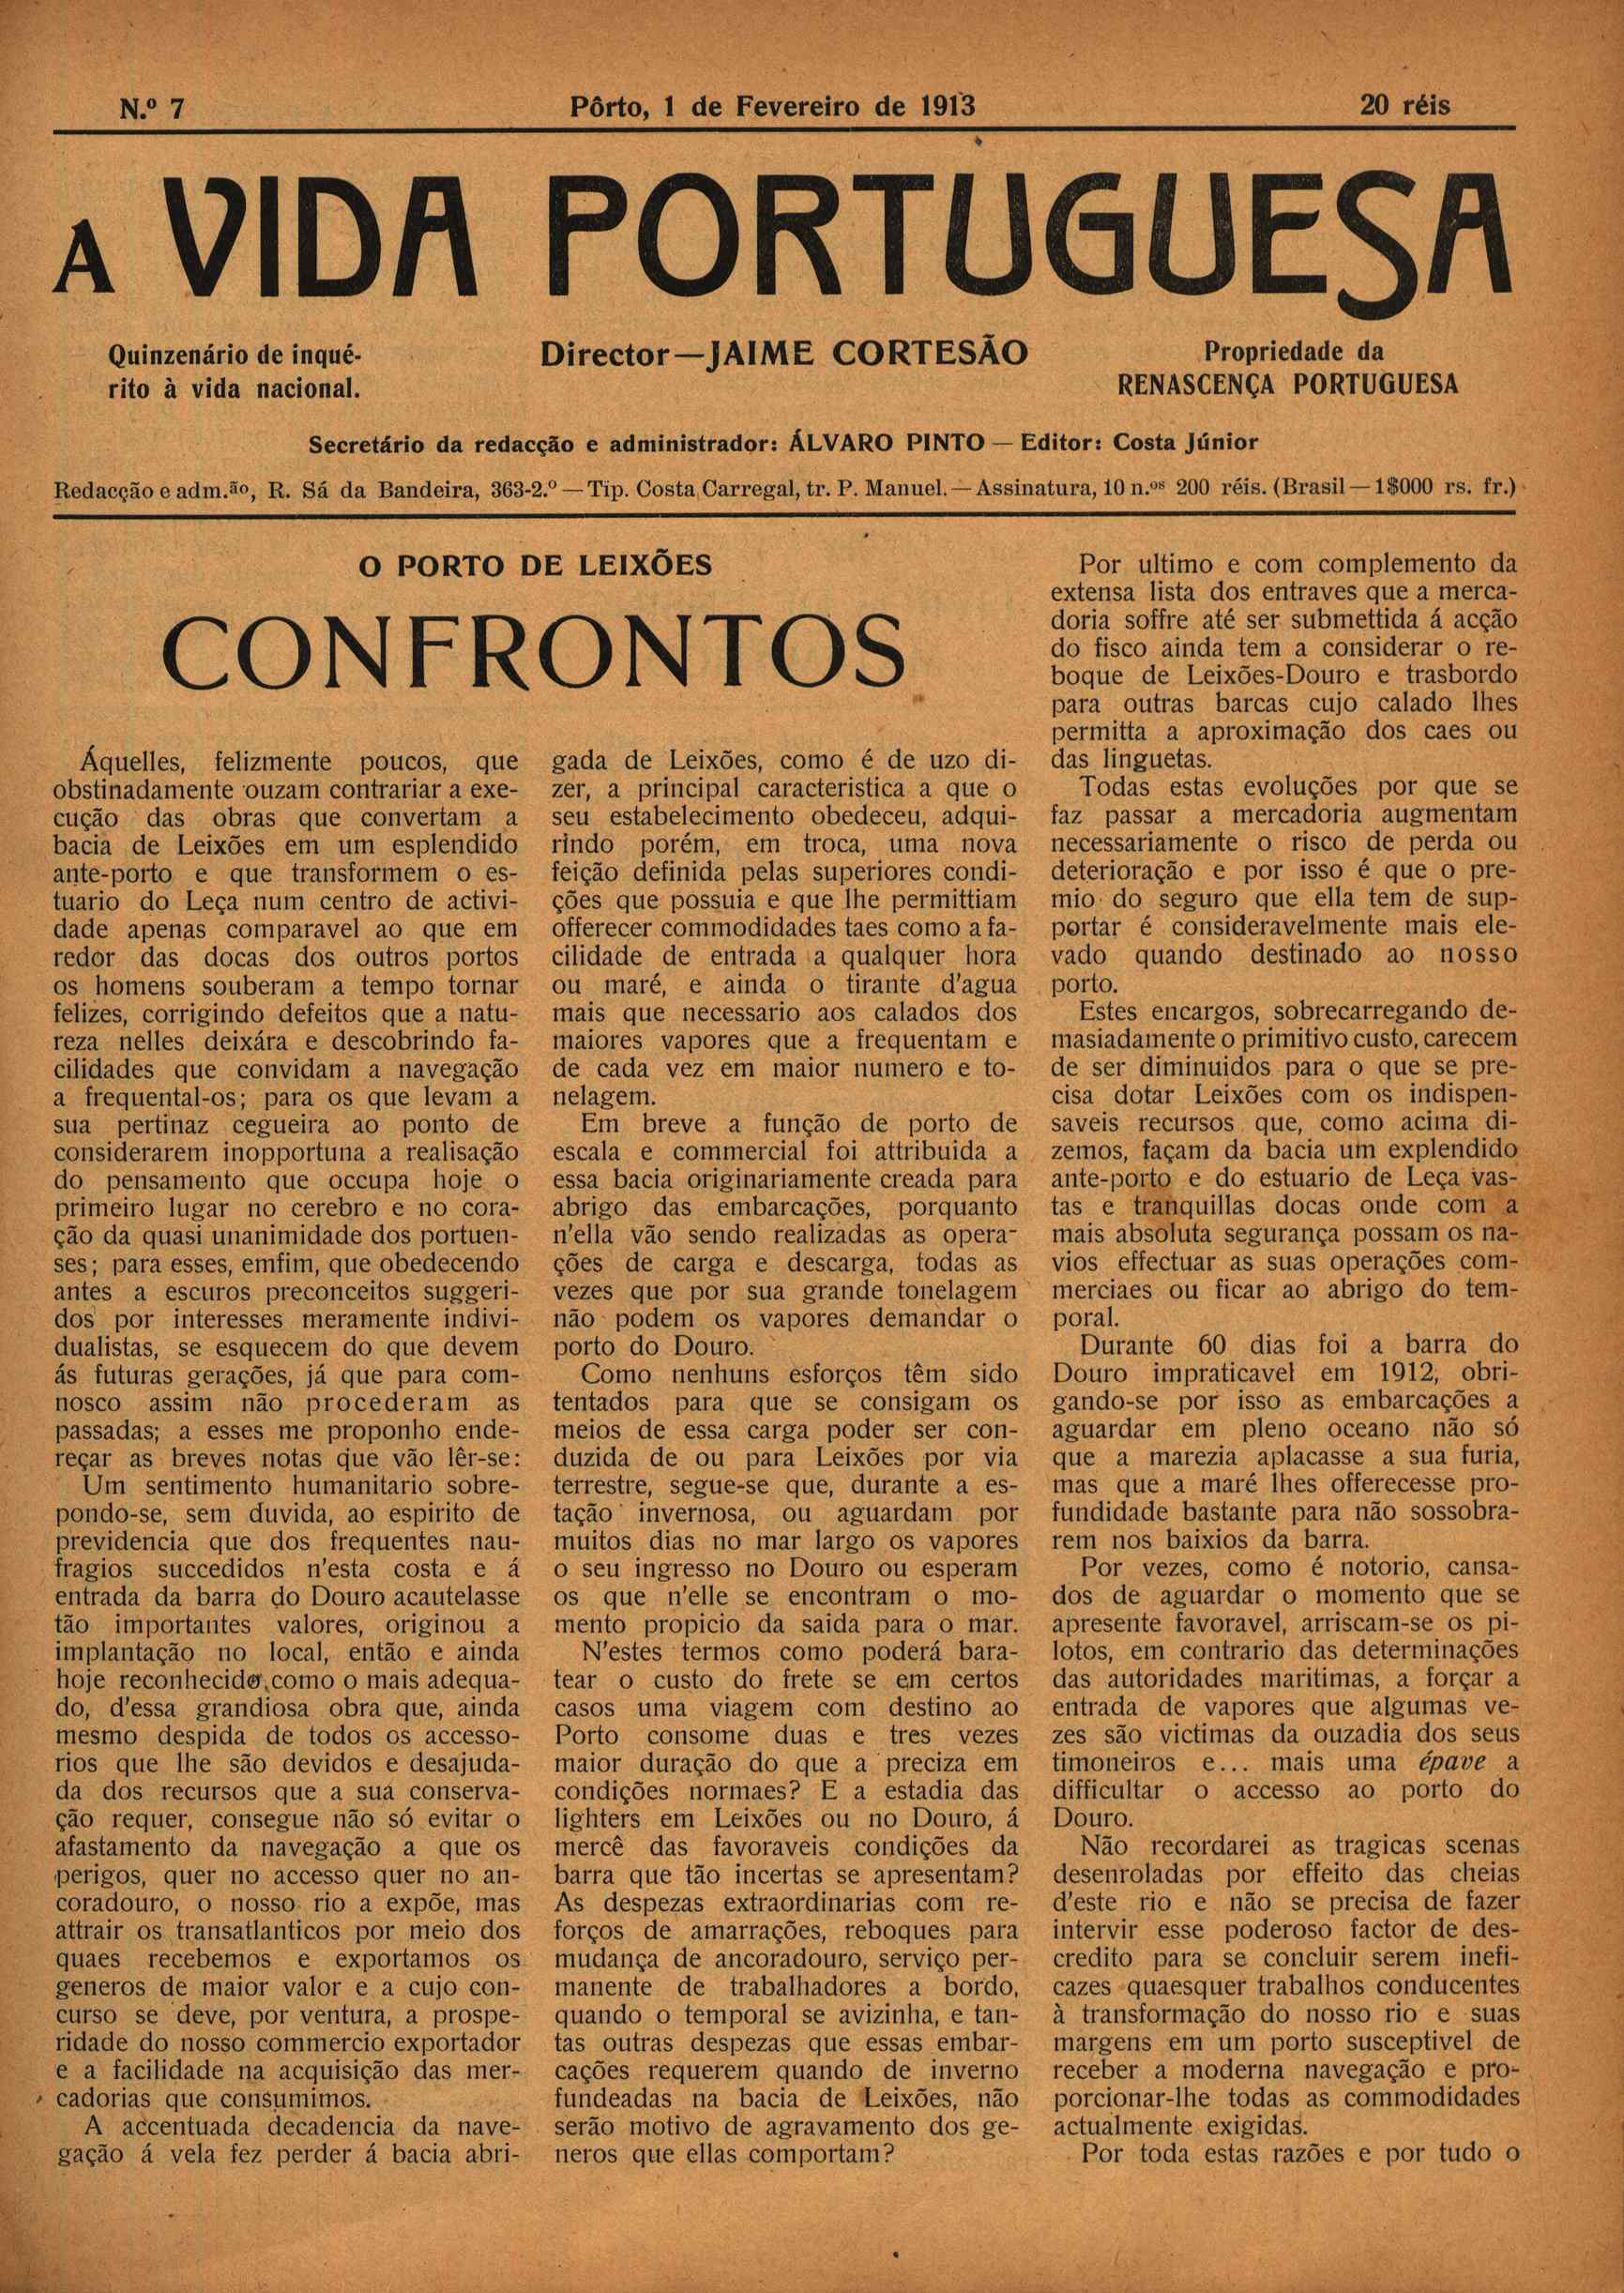 N.º 7
Pôrto, 1 de Fevereiro de 1913
20 réis
A VIDA PORTUGUESA
Quinzenário de inqué-
rito à vida nacional.
Director—JAIME CORTESÃO
Propriedade da
RENASCENÇA PORTUGUESA
Secretário da redacção e administrador: ÁLVARO PINTO — Editor: Costa Júnior
Redacção e adm.ão, R. Sá da Bandeira, 363-2.º — Tip. Costa Carregal, tr. P. Manuel. — Assinatura, 10 n.os 200 réis. (Brasil — 1$000 rs. fr.)
O PORTO DE LEIXÕES
CONFRONTOS
Áquelles, felizmente poucos, que
obstinadamente ouzam contrariar a exe-
cução das obras que convertam a
bacia de Leixões em um esplendido
ante-porto e que transformem o es-
tuario do Leça num centro de activi-
dade apenas comparavel ao que em
redor das docas dos outros portos
os homens souberam a tempo tornar
felizes, corrigindo defeitos que a natu-
reza nelles deixára e descobrindo fa-
cilidades que convidam a navegação
a frequental-os; para os que levam a
sua pertinaz cegueira ao ponto de
considerarem inopportuna a realisação
do pensamento que occupa hoje o
primeiro lugar no cerebro e no cora-
ção da quasi unanimidade dos portuen-
ses; para esses, emfim, que obedecendo
antes a escuros preconceitos suggeri-
dos por interesses meramente indivi-
dualistas, se esquecem do que devem
ás futuras gerações, já que para com-
nosco assim não procederam as
passadas; a esses me proponho ende-
reçar as breves notas que vão lêr-se:
Um sentimento humanitario sobre-
pondo-se, sem duvida, ao espirito de
previdencia que dos frequentes nau-
fragios succedidos n'esta costa e á
entrada da barra do Douro acautelasse
tão importantes valores, originou a
implantação no local, então e ainda
hoje reconhecido como o mais adequa-
do, d'essa grandiosa obra que, ainda
mesmo despida de todos os accesso-
rios que lhe são devidos e desajuda-
da dos recursos que a sua conserva-
ção requer, consegue não só evitar o
afastamento da navegação a que os
perigos, quer no accesso quer no an-
coradouro, o nosso rio a expõe, mas
attrair os transatlanticos por meio dos
quaes recebemos e exportamos os
generos de maior valor e a cujo con-
curso se deve, por ventura, a prospe-
ridade do nosso commercio exportador
e a facilidade na acquisição das mer-
cadorias que consumimos.
A accentuada decadencia da nave-
gação á vela fez perder á bacia abri-
gada de Leixões, como é de uzo di-
zer, a principal caracteristica a que o
seu estabelecimento obedeceu, adqui-
rindo porém, em troca, uma nova
feição definida pelas superiores condi-
ções que possuia e que lhe permittiam
offerecer commodidades taes como a fa-
cilidade de entrada a qualquer hora
ou maré, e ainda o tirante d'agua
mais que necessario aos calados dos
maiores vapores que a frequentam e
de cada vez em maior numero e to-
nelagem.
Em breve a função de porto de
escala e commercial foi attribuida a
essa bacia originariamente creada para
abrigo das embarcações, porquanto
n'ella vão sendo realizadas as opera-
ções de carga e descarga, todas as
vezes que por sua grande tonelagem
não podem os vapores demandar o
porto do Douro.
Como nenhuns esforços têm sido
tentados para que se consigam os
meios de essa carga poder ser con-
duzida de ou para Leixões por via
terrestre, segue-se que, durante a es-
tação invernosa, ou aguardam por
muitos dias no mar largo os vapores
o seu ingresso no Douro ou esperam
os que n'elle se encontram o mo-
mento propicio da saida para o mar.
N'estes termos como poderá bara-
tear o custo do frete se em certos
casos uma viagem com destino ao
Porto consome duas e tres vezes
maior duração do que a preciza em
condições normaes? E a estadia das
lighters em Leixões ou no Douro, á
mercê das favoraveis condições da
barra que tão incertas se apresentam?
As despezas extraordinarias com re-
forços de amarrações, reboques para
mudança de ancoradouro, serviço per-
manente de trabalhadores a bordo,
quando o temporal se avizinha, e tan-
tas outras despezas que essas embar-
cações requerem quando de inverno
fundeadas na bacia de Leixões, não
serão motivo de agravamento dos ge-
neros que ellas comportam?
Por ultimo e com complemento da
extensa lista dos entraves que a merca-
doria soffre até ser submettida á acção
do fisco ainda tem a considerar o re-
boque de Leixões-Douro e trasbordo
para outras barcas cujo calado lhes
permitta a aproximação dos caes ou
das linguetas.
Todas estas evoluções por que se
faz passar a mercadoria augmentam
necessariamente o risco de perda ou
deterioração e por isso é que o pre-
mio do seguro que ella tem de sup-
portar é consideravelmente mais ele-
vado quando destinado ao nosso
porto.
Estes encargos, sobrecarregando de-
masiadamente o primitivo custo, carecem
de ser diminuidos para o que se pre-
cisa dotar Leixões com os indispen-
saveis recursos que, como acima di-
zemos, façam da bacia um explendido
ante-porto e do estuario de Leça vas-
tas e tranquillas docas onde com a
mais absoluta segurança possam os na-
vios effectuar as suas operações com-
merciaes ou ficar ao abrigo do tem-
poral.
Durante 60 dias foi a barra do
Douro impraticavel em 1912, obri-
gando-se por isso as embarcações a
aguardar em pleno oceano não só
que a marezia aplacasse a sua furia,
mas que a maré lhes offerecesse pro-
fundidade bastante para não sossobra-
rem nos baixios da barra.
Por vezes, como é notorio, cansa-
dos de aguardar o momento que se
apresente favoravel, arriscam-se os pi-
lotos, em contrario das determinações
das autoridades maritimas, a forçar a
entrada de vapores que algumas ve-
zes são victimas da ouzadia dos seus
timoneiros e... mais uma épave a
difficultar o accesso ao porto do
Douro.
Não recordarei as tragicas scenas
desenroladas por effeito das cheias
d'este rio e não se precisa de fazer
intervir esse poderoso factor de des-
credito para se concluir serem inefi-
cazes quaesquer trabalhos conducentes
à transformação do nosso rio e suas
margens em um porto susceptivel de
receber a moderna navegação e pro-
porcionar-lhe todas as commodidades
actualmente exigidas.
Por toda estas razões e por tudo o